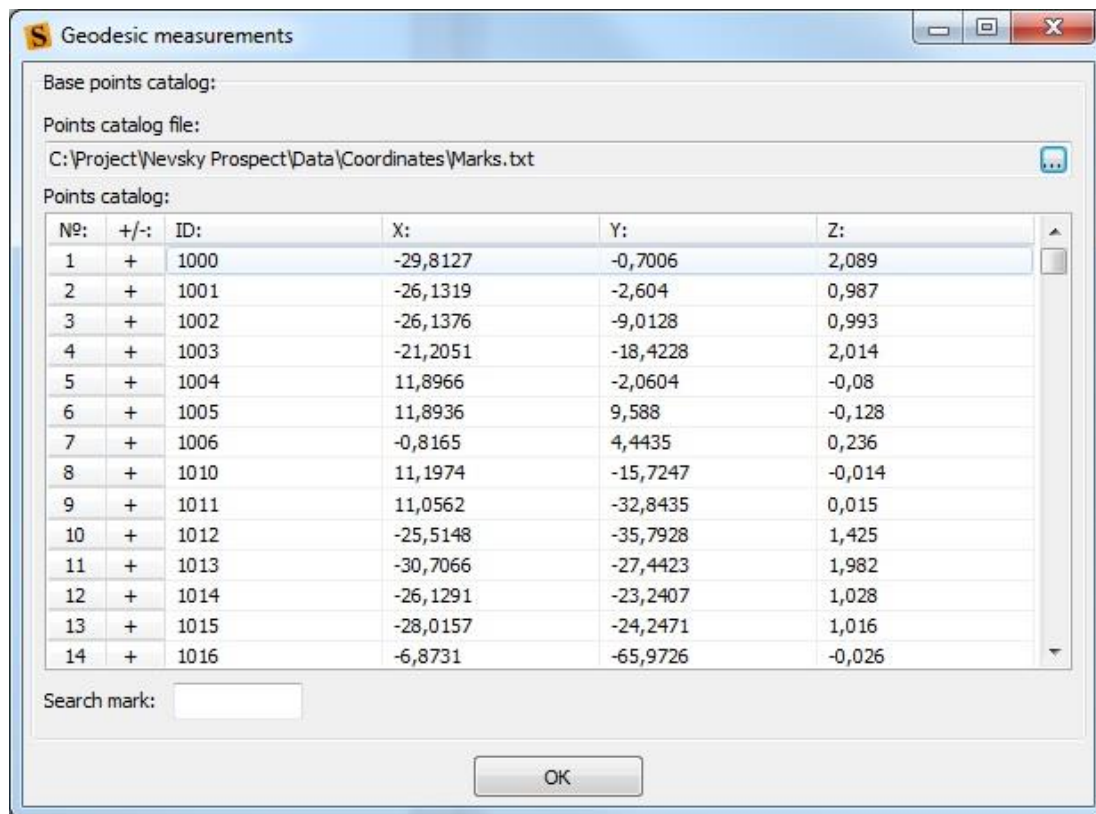 S Geodesic measurements
Base points catalog:
Points catalog file:
C:\Project\Nevsky Prospect\Data\Coordinates\Marks.txt ...
Points catalog:
Nº: +/-: ID: X: Y: Z:
1 + 1000 -29,8127 -0,7006 2,089
2 + 1001 -26,1319 -2,604 0,987
3 + 1002 -26,1376 -9,0128 0,993
4 + 1003 -21,2051 -18,4228 2,014
5 + 1004 11,8966 -2,0604 -0,08
6 + 1005 11,8936 9,588 -0,128
7 + 1006 -0,8165 4,4435 0,236
8 + 1010 11,1974 -15,7247 -0,014
9 + 1011 11,0562 -32,8435 0,015
10 + 1012 -25,5148 -35,7928 1,425
11 + 1013 -30,7066 -27,4423 1,982
12 + 1014 -26,1291 -23,2407 1,028
13 + 1015 -28,0157 -24,2471 1,016
14 + 1016 -6,8731 -65,9726 -0,026
Search mark:
OK